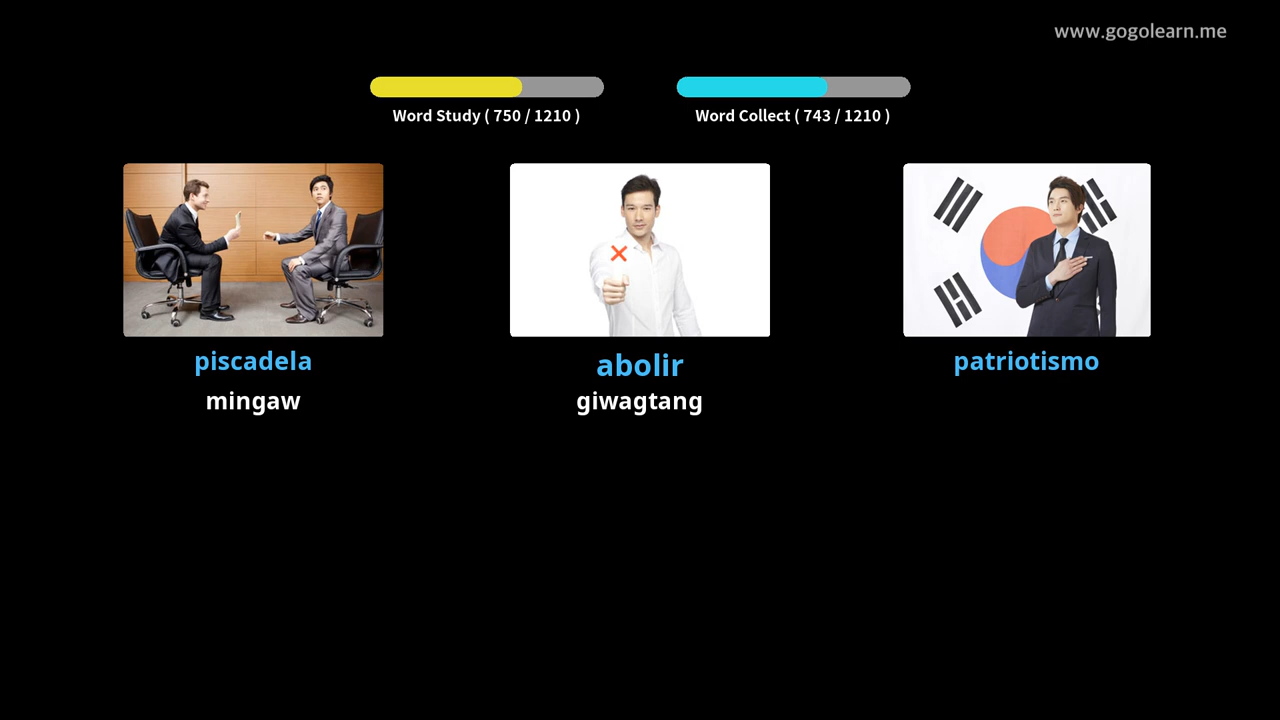 www.gogolearn.me
Word Study ( 750 / 1210 )
Word Collect ( 743 / 1210 )
piscadela
mingaw
abolir
giwagtang
patriotismo